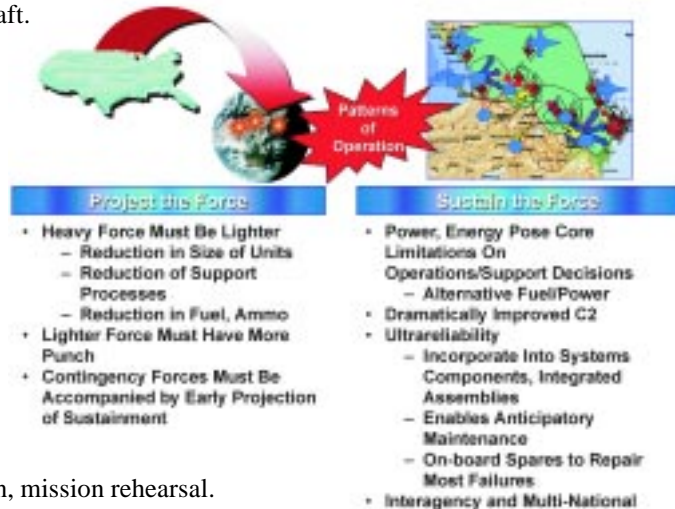 aft.
Patterns
of
Operation
Project the Force
• Heavy Force Must Be Lighter
– Reduction in Size of Units
– Reduction of Support
Processes
– Reduction in Fuel, Ammo
• Lighter Force Must Have More
Punch
• Contingency Forces Must Be
Accompanied by Early Projection
of Sustainment
Sustain the Force
• Power, Energy Pose Core
Limitations On
Operations/Support Decisions
– Alternative Fuel/Power
• Dramatically Improved C2
• Ultrareliability
– Incorporate Into Systems
Components, Integrated
Assemblies
– Enables Anticipatory
Maintenance
– On-board Spares to Repair
Most Failures
• Interagency and Multi-National
n, mission rehearsal.